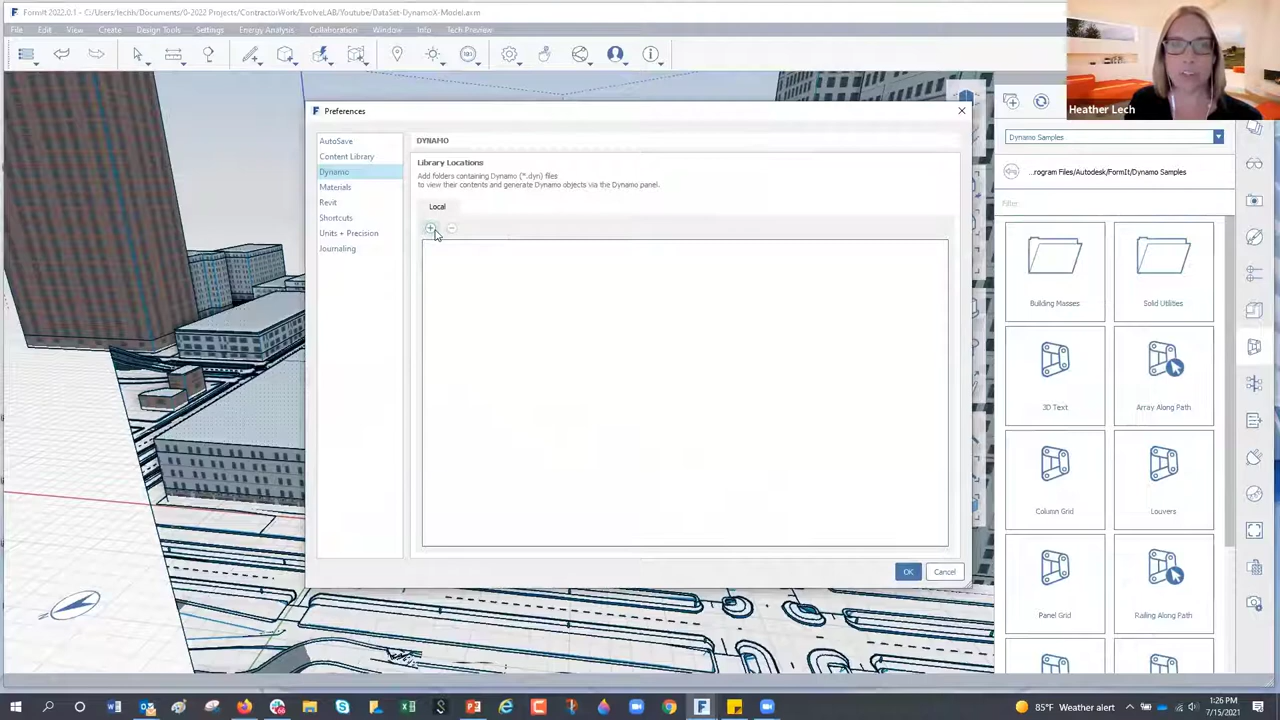 FormIt 2022.0.1 - C:/Users/lechh/Documents/0-2022 Projects/ContractorWork/EvolveLAB/Youtube/DataSet-DynamoX-Model.axm
File Edit View Create Design Tools Settings Energy Analysis Collaboration Window Info Tech Preview
Heather Lech
Preferences
AutoSave
Content Library
Dynamo
Materials
Revit
Shortcuts
Units + Precision
Journaling
DYNAMO
Library Locations
Add folders containing Dynamo (*.dyn) files
to view their contents and generate Dynamo objects via the Dynamo panel.
Local
OK Cancel
Dynamo Samples
...rogram Files/Autodesk/FormIt/Dynamo Samples
Filter
Building Masses
Solid Utilities
3D Text
Array Along Path
Column Grid
Louvers
Panel Grid
Railing Along Path
85°F Weather alert
1:26 PM
7/15/2021